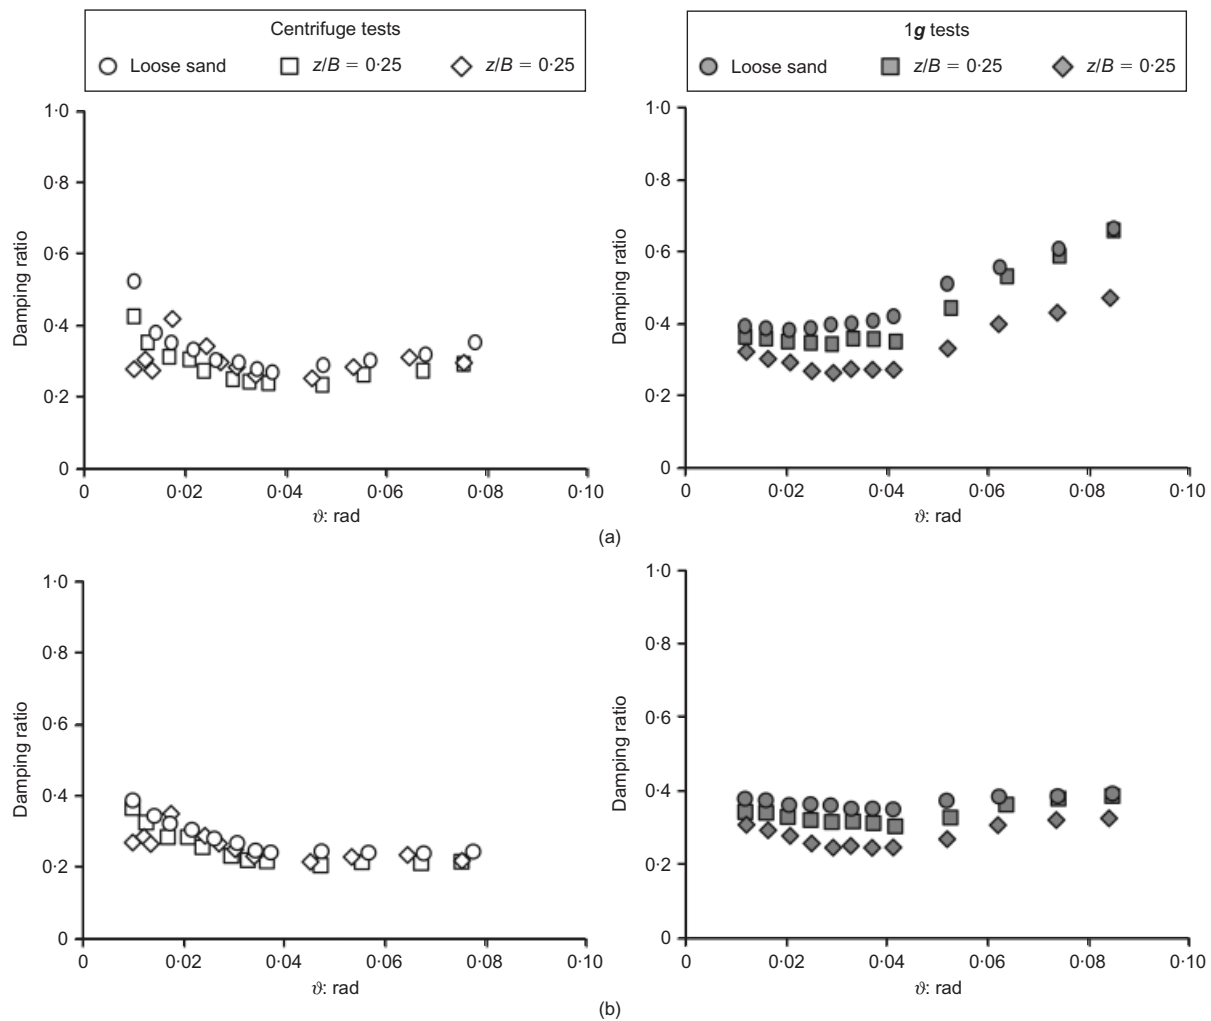 Centrifuge tests
Loose sand z/B = 0·25 z/B = 0·25
1g tests
Loose sand z/B = 0·25 z/B = 0·25
1·0
0·8
0·6
0·4
0·2
0
Damping ratio
0 0·02 0·04 0·06 0·08 0·10
ϑ: rad
1·0
0·8
0·6
0·4
0·2
0
Damping ratio
0 0·02 0·04 0·06 0·08 0·10
ϑ: rad
(a)
1·0
0·8
0·6
0·4
0·2
0
Damping ratio
0 0·02 0·04 0·06 0·08 0·10
ϑ: rad
1·0
0·8
0·6
0·4
0·2
0
Damping ratio
0 0·02 0·04 0·06 0·08 0·10
ϑ: rad
(b)